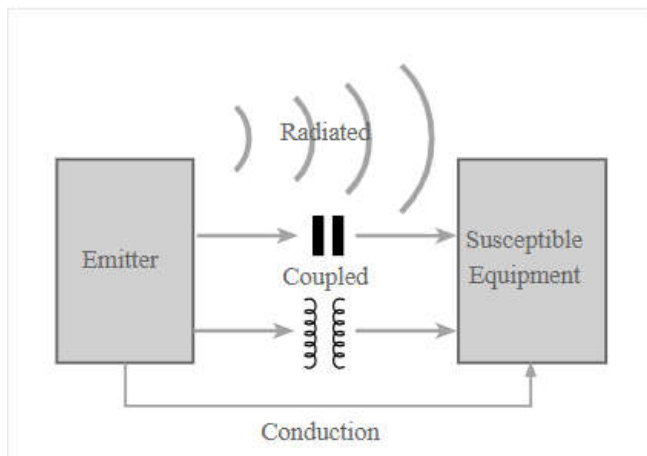 Radiated
Emitter
Susceptible
Equipment
Coupled
Conduction